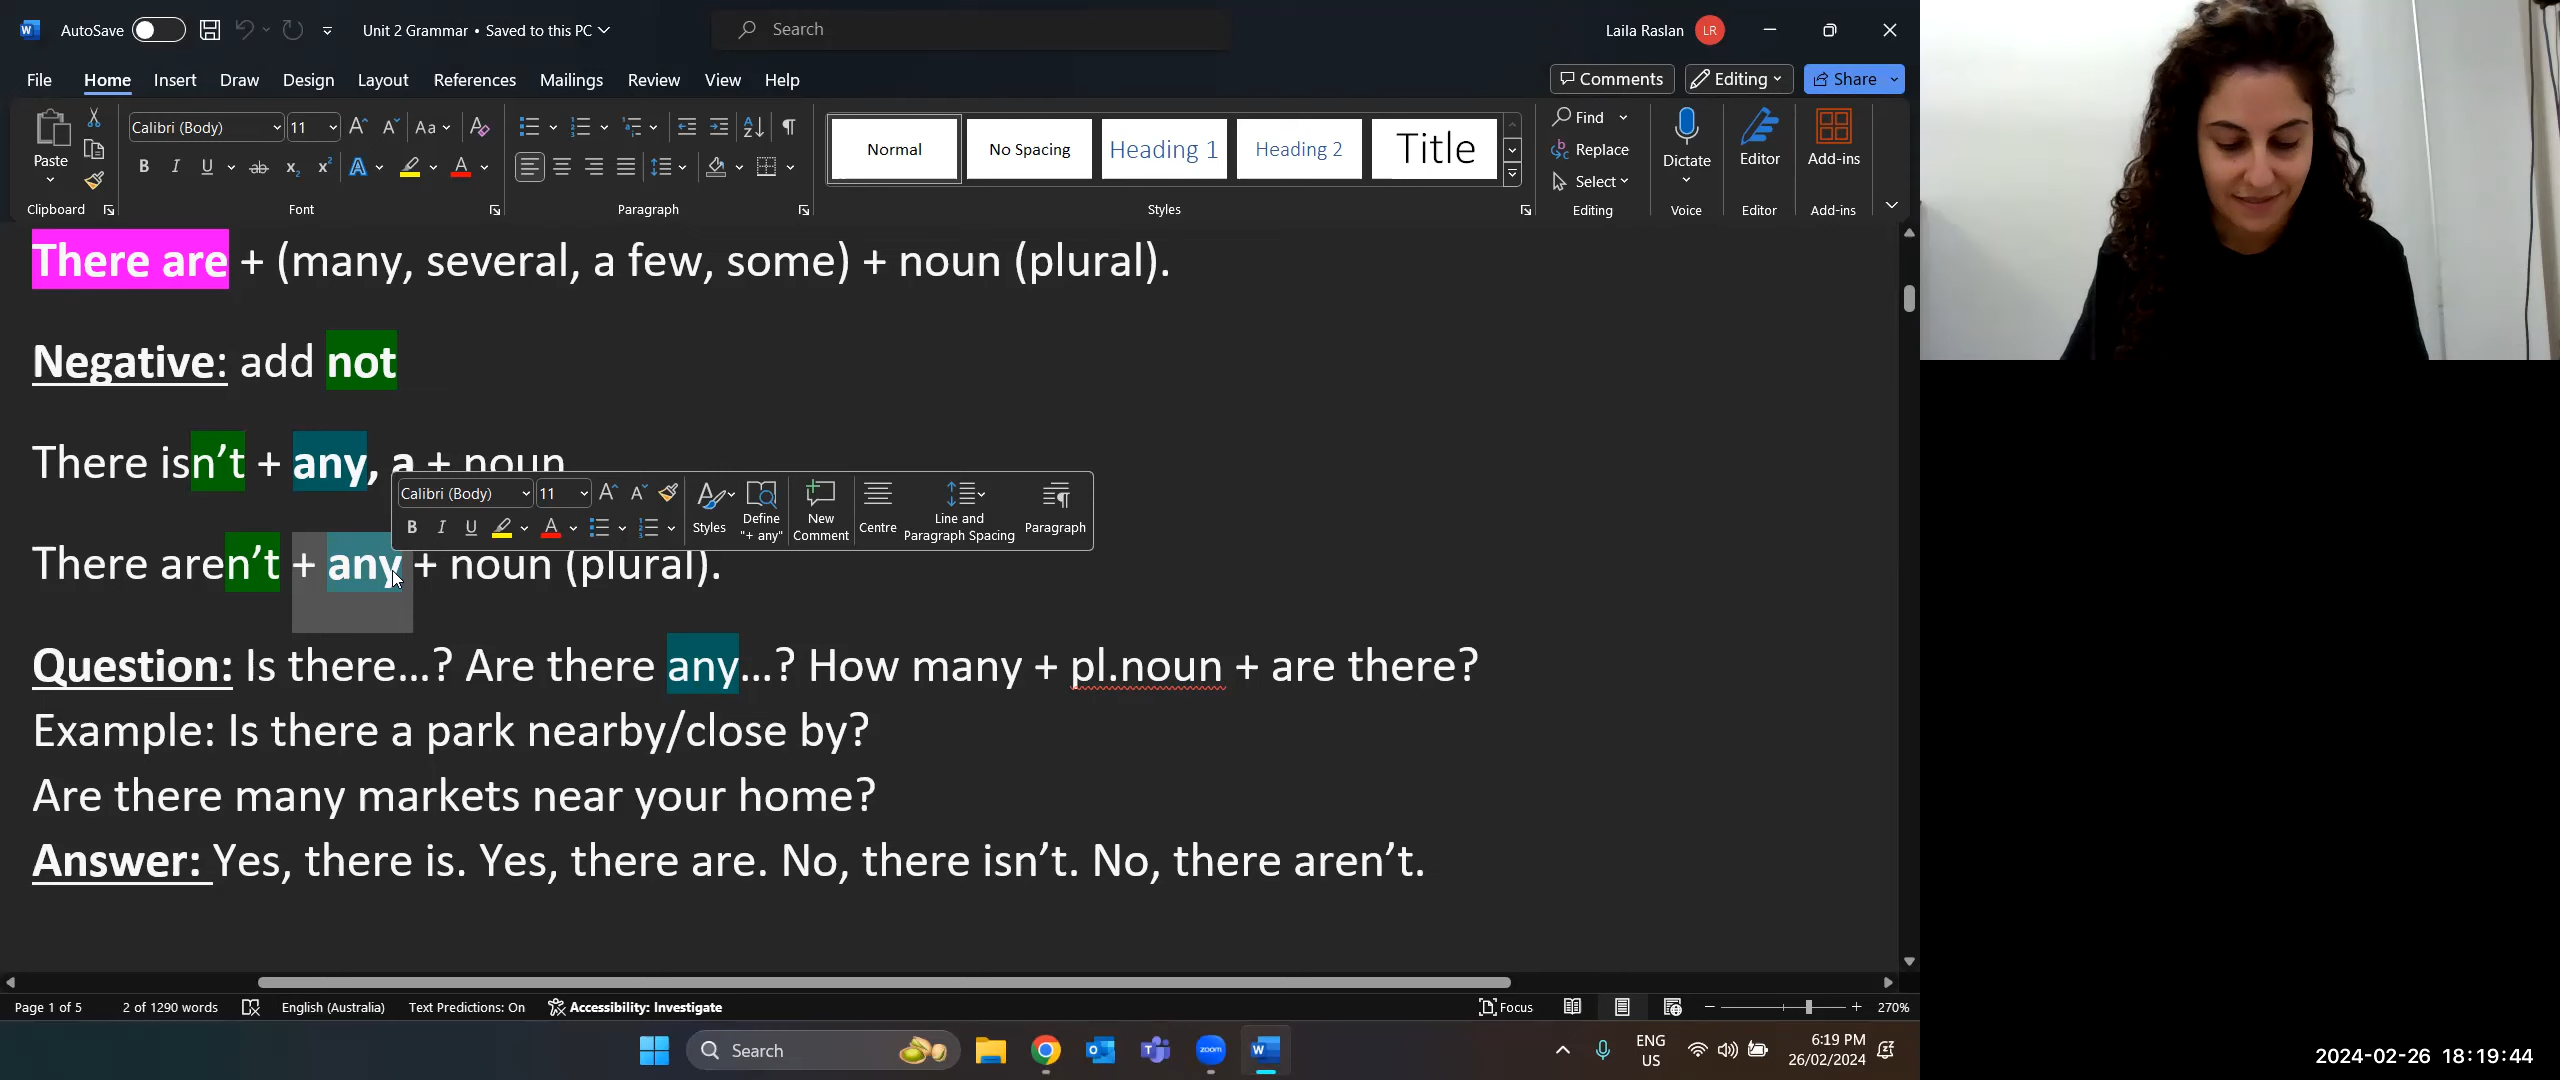 AutoSave
Unit 2 Grammar • Saved to this PC
Search
Laila Raslan LR
File Home Insert Draw Design Layout References Mailings Review View Help
Comments Editing Share
Paste
Clipboard
Calibri (Body) 11
Font
Paragraph
Normal No Spacing Heading 1 Heading 2 Title
Styles
Find
Replace
Select
Editing
Dictate
Voice
Editor
Editor
Add-ins
Add-ins
There are + (many, several, a few, some) + noun (plural).
Negative: add not
There isn’t + any, a + noun
Calibri (Body) 11
Styles Define "+ any" New Comment Centre Line and Paragraph Spacing Paragraph
There aren’t + any + noun (plural).
Question: Is there...? Are there any...? How many + pl.noun + are there?
Example: Is there a park nearby/close by?
Are there many markets near your home?
Answer: Yes, there is. Yes, there are. No, there isn’t. No, there aren’t.
Page 1 of 5 2 of 1290 words English (Australia) Text Predictions: On Accessibility: Investigate Focus 270%
Search
zoom
ENG
US
6:19 PM
26/02/2024
2024-02-26 18:19:44